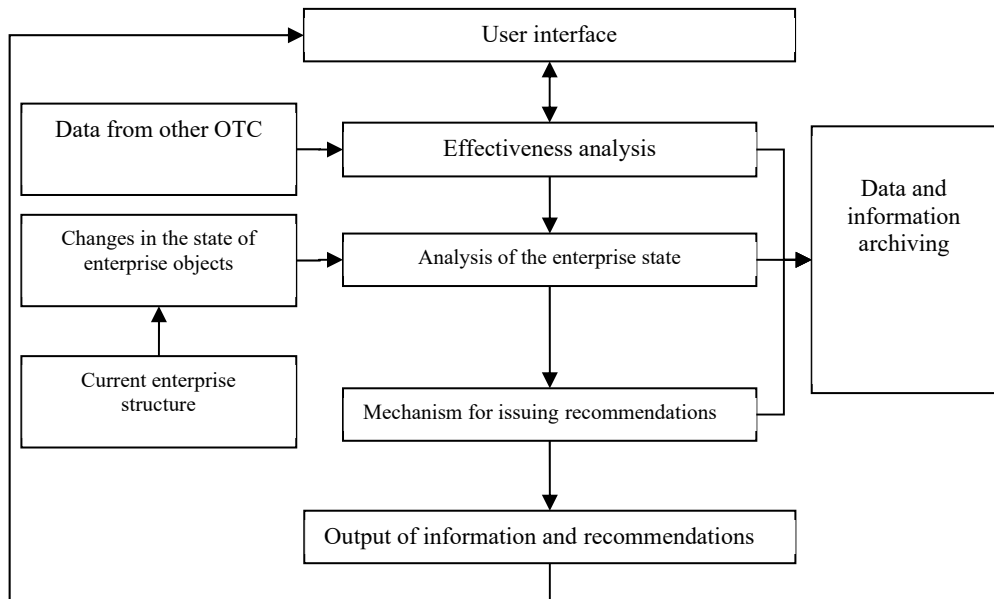 User interface
Data from other OTC
Effectiveness analysis
Data and
information
archiving
Changes in the state of
enterprise objects
Analysis of the enterprise state
Current enterprise
structure
Mechanism for issuing recommendations
Output of information and recommendations